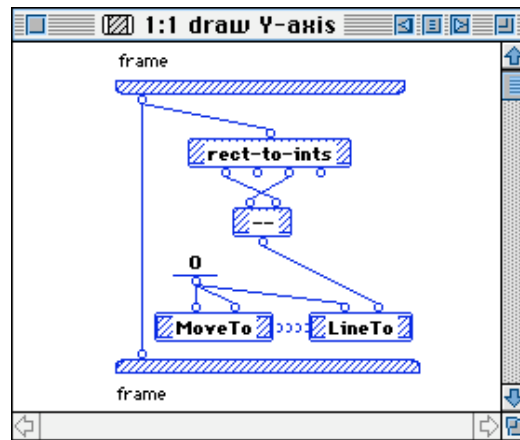 1:1 draw Y-axis
frame
rect-to-ints
--
0
MoveTo LineTo
frame